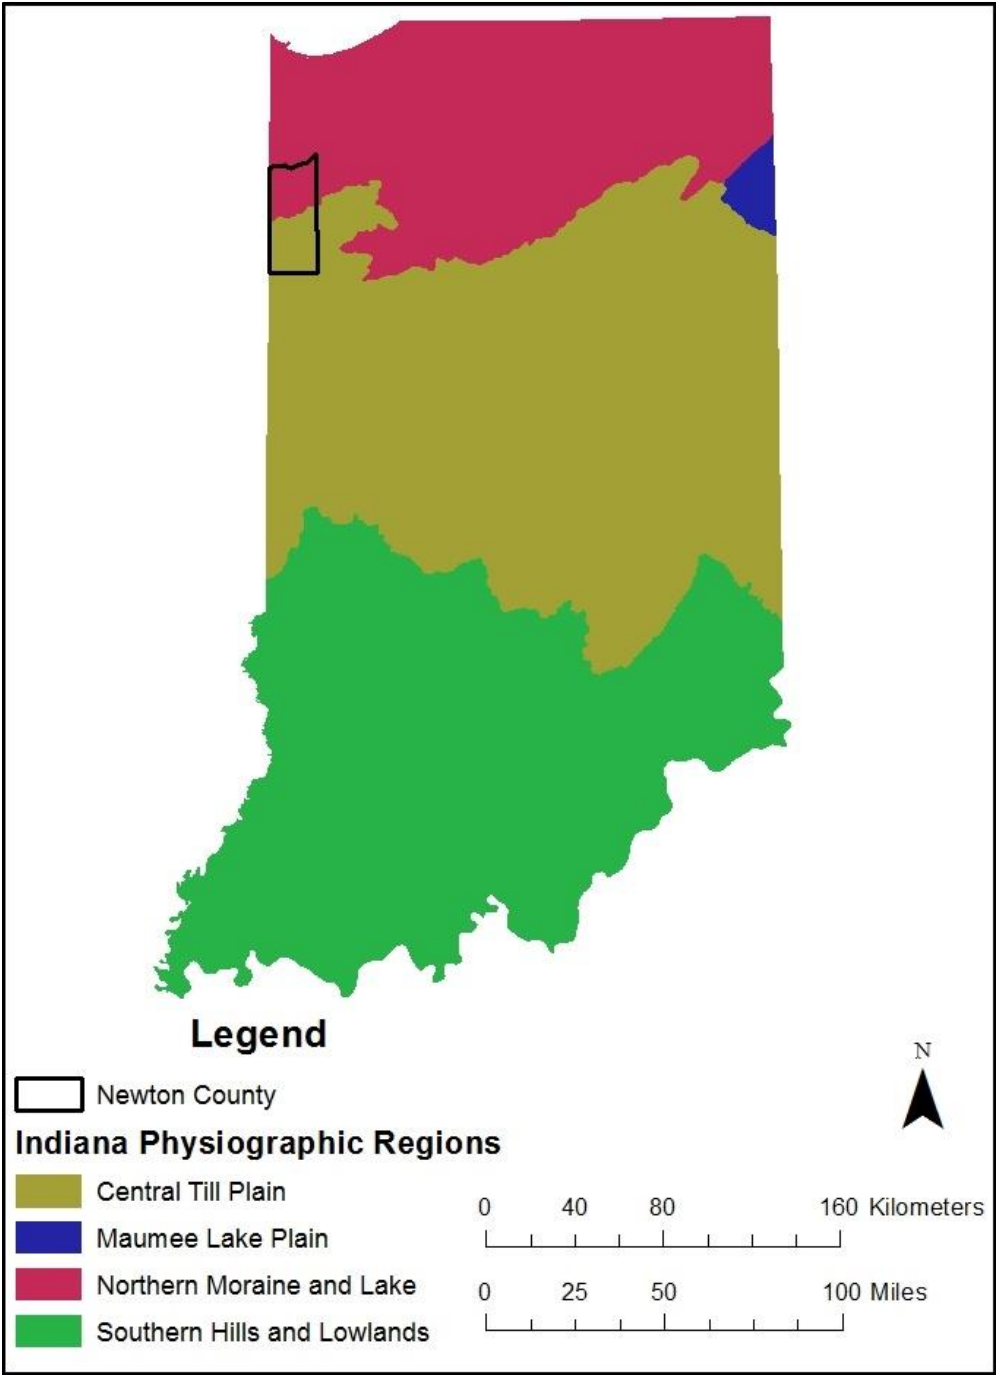 Legend
N
Newton County
Indiana Physiographic Regions
Central Till Plain
Maumee Lake Plain
Northern Moraine and Lake
Southern Hills and Lowlands
0 40 80 160 Kilometers
0 25 50 100 Miles